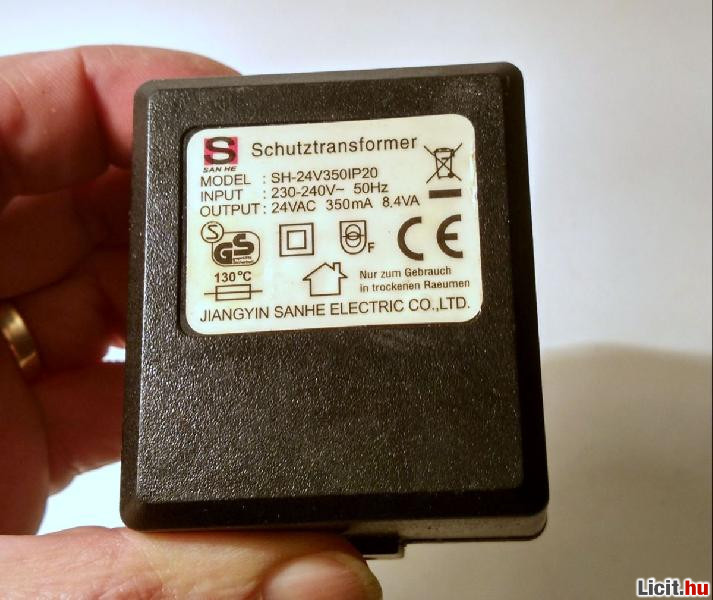 S
SAN HE
Schutztransformer
MODEL : SH-24V350IP20
INPUT : 230-240V~ 50Hz
OUTPUT : 24VAC 350mA 8,4VA
S
GS
F
CE
130°C
Nur zum Gebrauch
in trockenen Raeumen
JIANGYIN SANHE ELECTRIC CO.,LTD.
Licit.hu